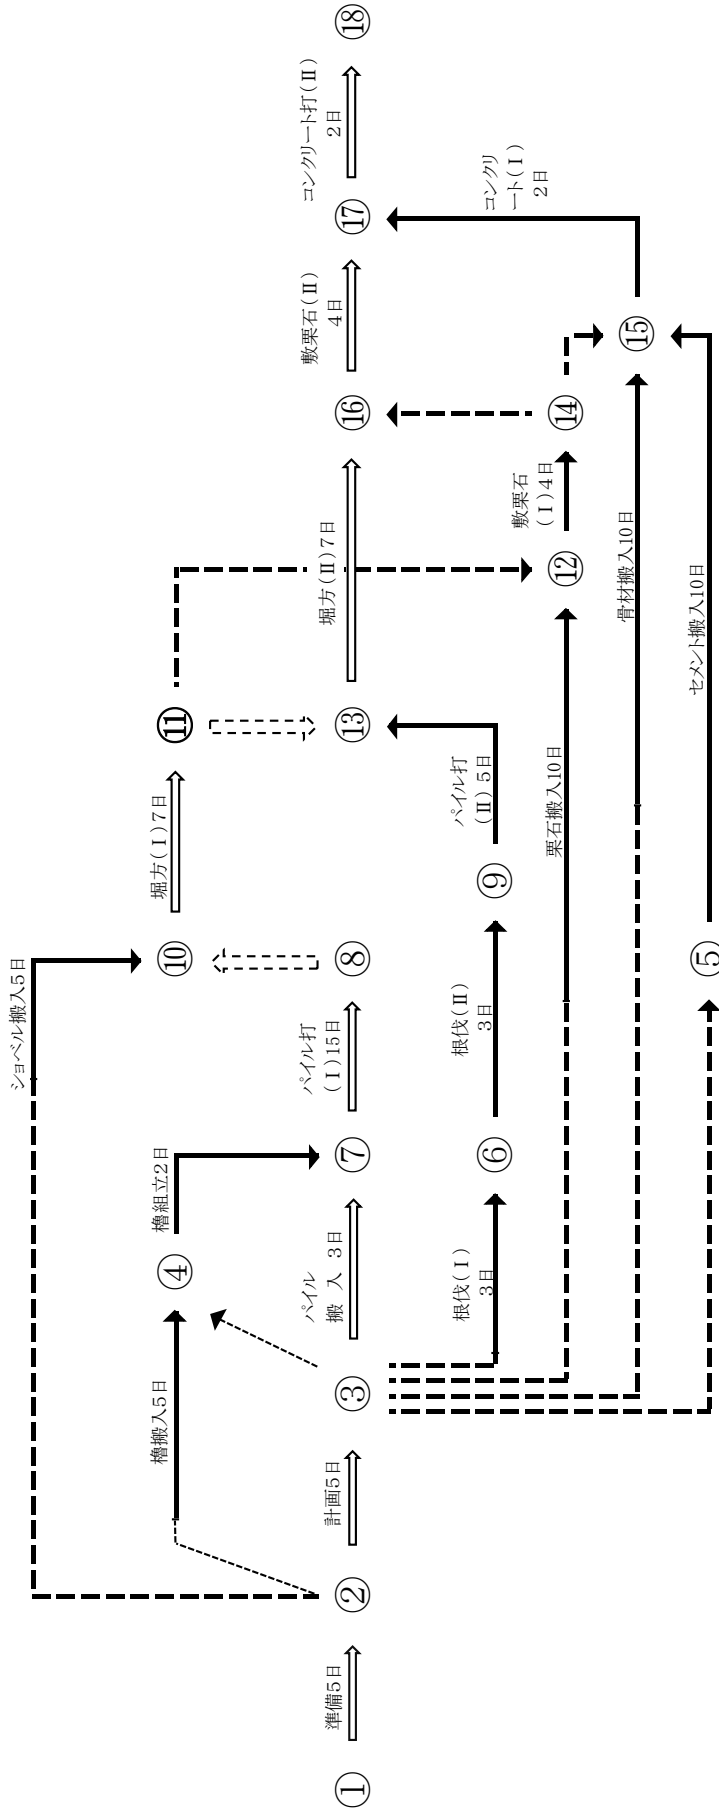 ①
準備5日
②
計画5日
③
パイル
搬 入 3日
⑦
パイル打
(Ⅰ)15日
⑧
ショベル搬入5日
櫓搬入5日
④
櫓組立2日
⑩
堀方(Ⅰ)7日
⑪
⑬
堀方(Ⅱ)7日
⑯
敷栗石(Ⅱ)
4日
⑰
コンクリート打(Ⅱ)
2日
⑱
根伐(Ⅰ)
3日
⑥
根伐(Ⅱ)
3日
⑨
パイル打
(Ⅱ)5日
栗石搬入10日
⑫
敷栗石
(Ⅰ)4日
⑭
骨材搬入10日
⑮
コンクリ
ート(Ⅰ)
2日
⑤
セメント搬入10日